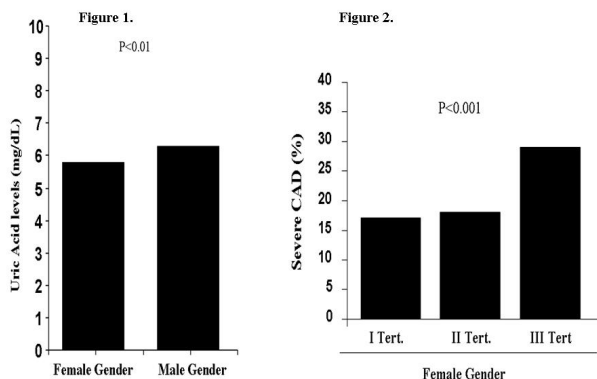 Figure 1.
P<0.01
Uric Acid levels (mg/dL)
10
9
8
7
6
5
4
3
2
1
0
Female Gender
Male Gender
Figure 2.
P<0.001
Severe CAD (%)
40
35
30
25
20
15
10
5
0
I Tert.
II Tert.
III Tert
Female Gender